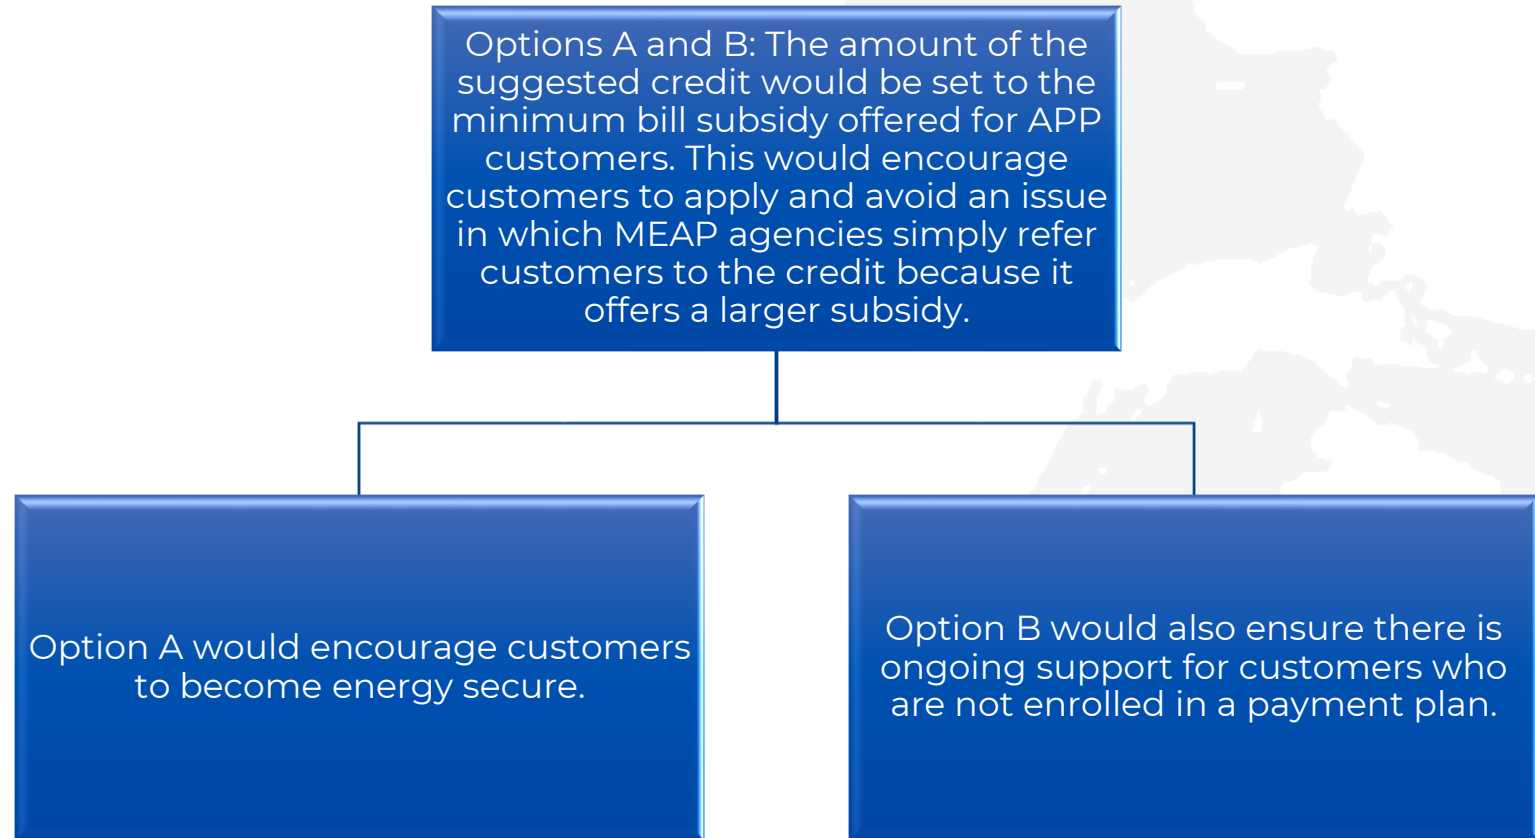 Options A and B: The amount of the
suggested credit would be set to the
minimum bill subsidy offered for APP
customers. This would encourage
customers to apply and avoid an issue
in which MEAP agencies simply refer
customers to the credit because it
offers a larger subsidy.
Option A would encourage customers
to become energy secure.
Option B would also ensure there is
ongoing support for customers who
are not enrolled in a payment plan.